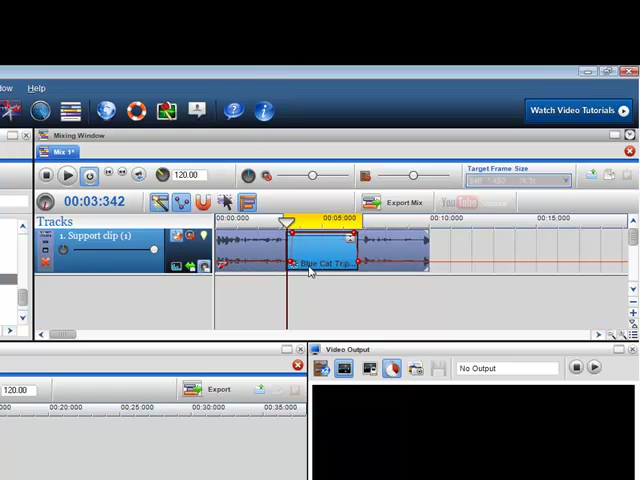 dow Help
Watch Video Tutorials
Mixing Window
Mix 1*
120.00
Target Frame Size
00:03:342
Export Mix
Tracks
00:00:000 00:05:000 00:10:000 00:15:000
1. Support clip (1)
Blue Cat Trip...
Video Output
120.00
Export
No Output
000 00:20:000 00:25:000 00:30:000 00:35:000